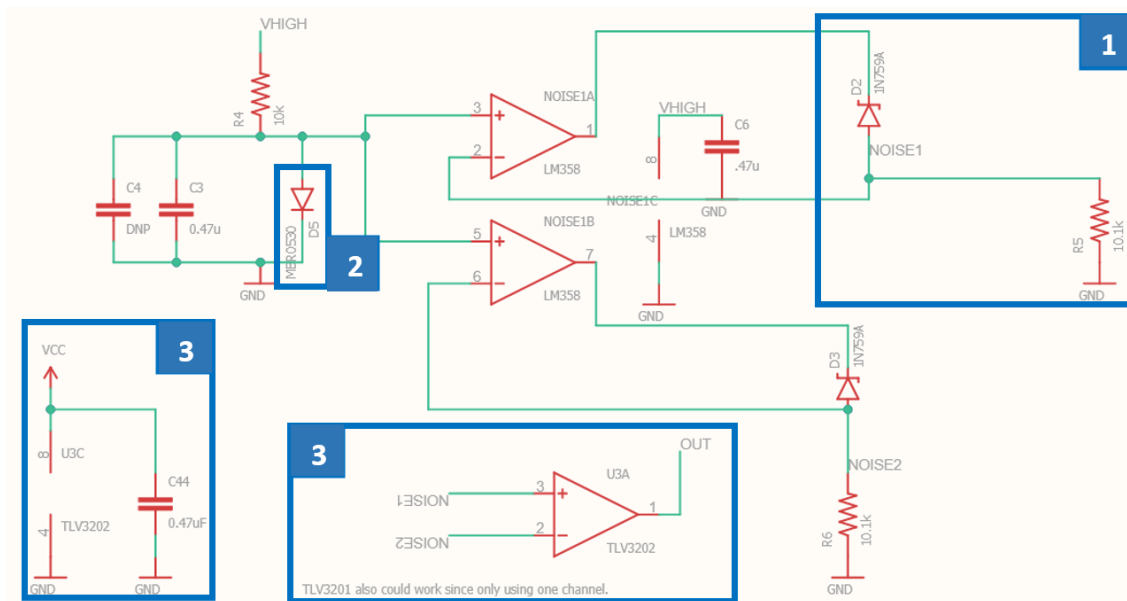 VHIGH
R4
10k
C4
DNP
C3
0.47u
MBR0530
D5
2
GND
3
2
1
NOISE1A
LM358
5
6
7
NOISE1B
LM358
VHIGH
C6
.47u
8
GND
NOISE1C
4
LM358
GND
1
D2
1N759A
NOISE1
R5
10.1k
GND
3
VCC
8
U3C
C44
0.47uF
4
TLV3202
GND
GND
3
OUT
U3A
NOISE1
3
1
NOISE2
2
TLV3202
TLV3201 also could work since only using one channel.
D3
1N759A
NOISE2
R6
10.1k
GND